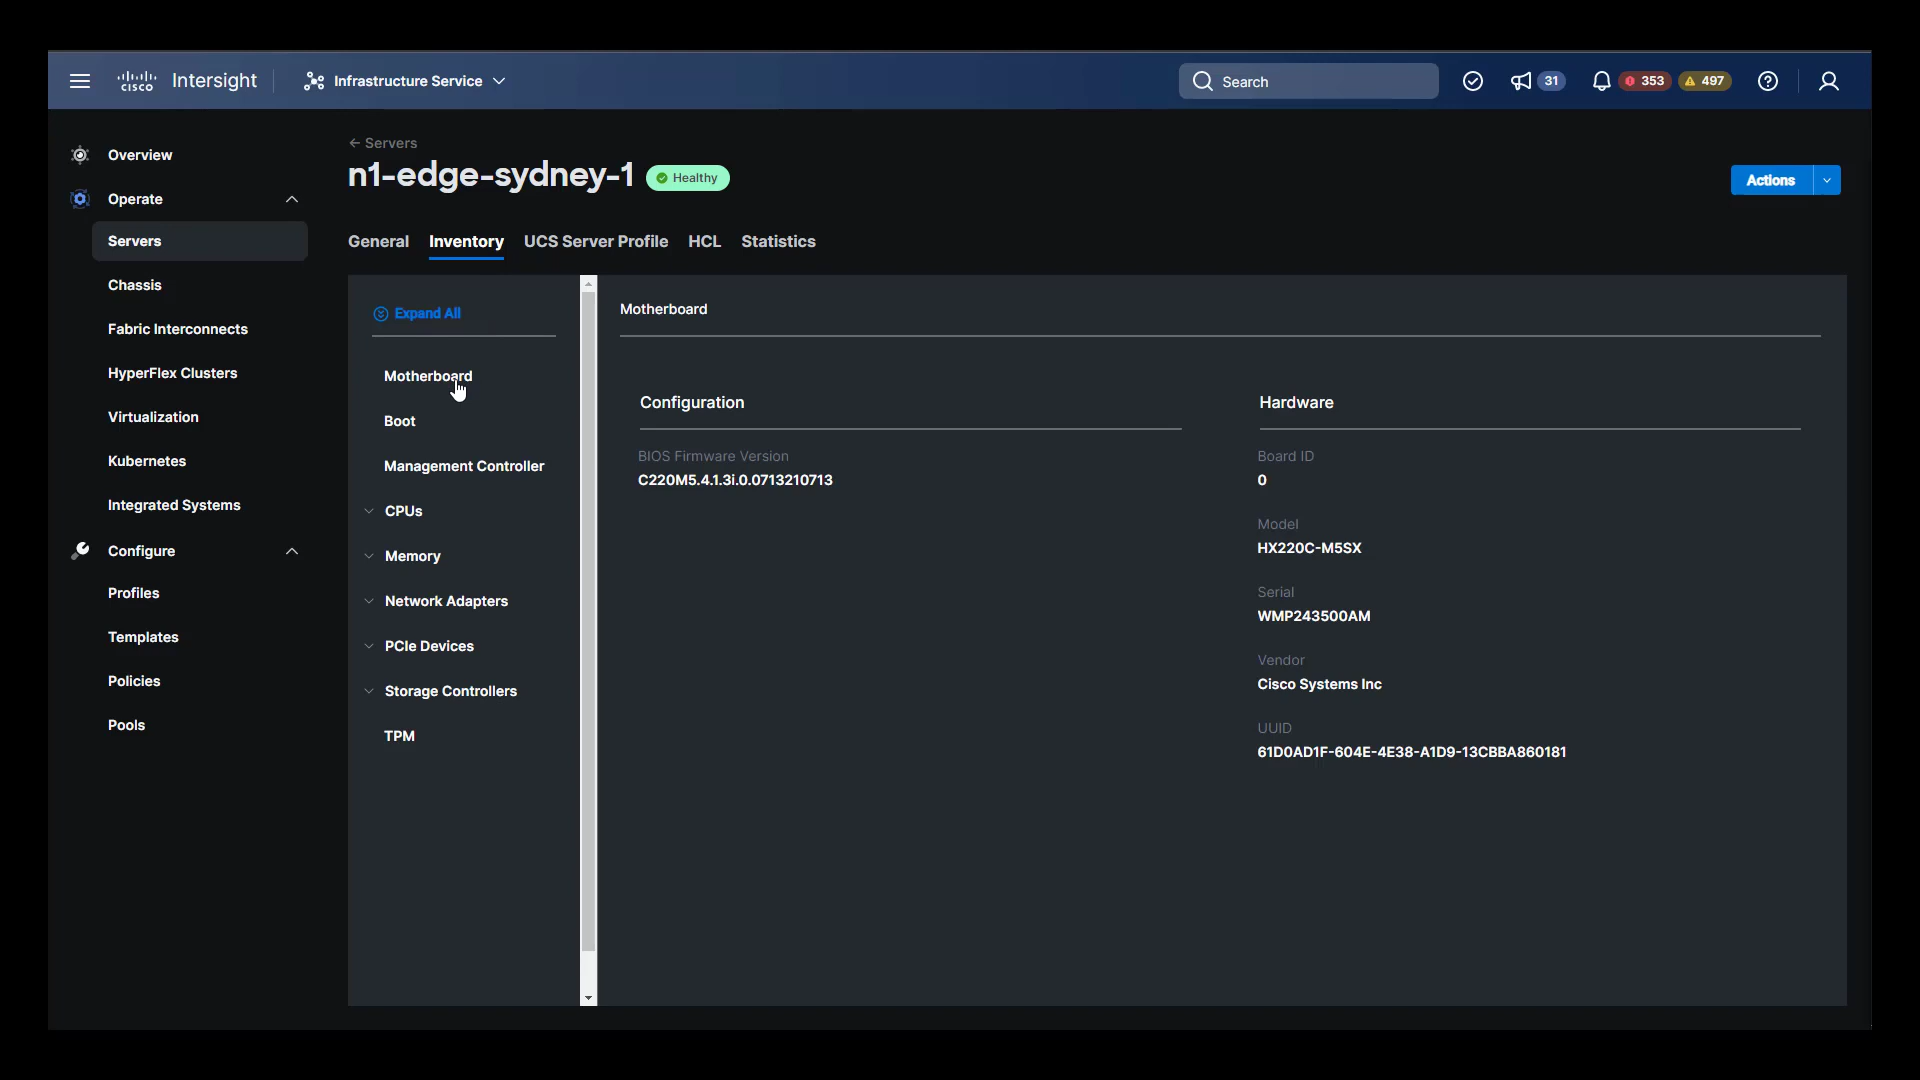 cisco Intersight Infrastructure Service Search 31 353 497
Overview
Operate
Servers
Chassis
Fabric Interconnects
HyperFlex Clusters
Virtualization
Kubernetes
Integrated Systems
Configure
Profiles
Templates
Policies
Pools
← Servers
n1-edge-sydney-1 Healthy
Actions
General Inventory UCS Server Profile HCL Statistics
Expand All
Motherboard
Boot
Management Controller
CPUs
Memory
Network Adapters
PCIe Devices
Storage Controllers
TPM
Motherboard
Configuration
BIOS Firmware Version
C220M5.4.1.3i.0.0713210713
Hardware
Board ID
0
Model
HX220C-M5SX
Serial
WMP243500AM
Vendor
Cisco Systems Inc
UUID
61D0AD1F-604E-4E38-A1D9-13CBBA860181